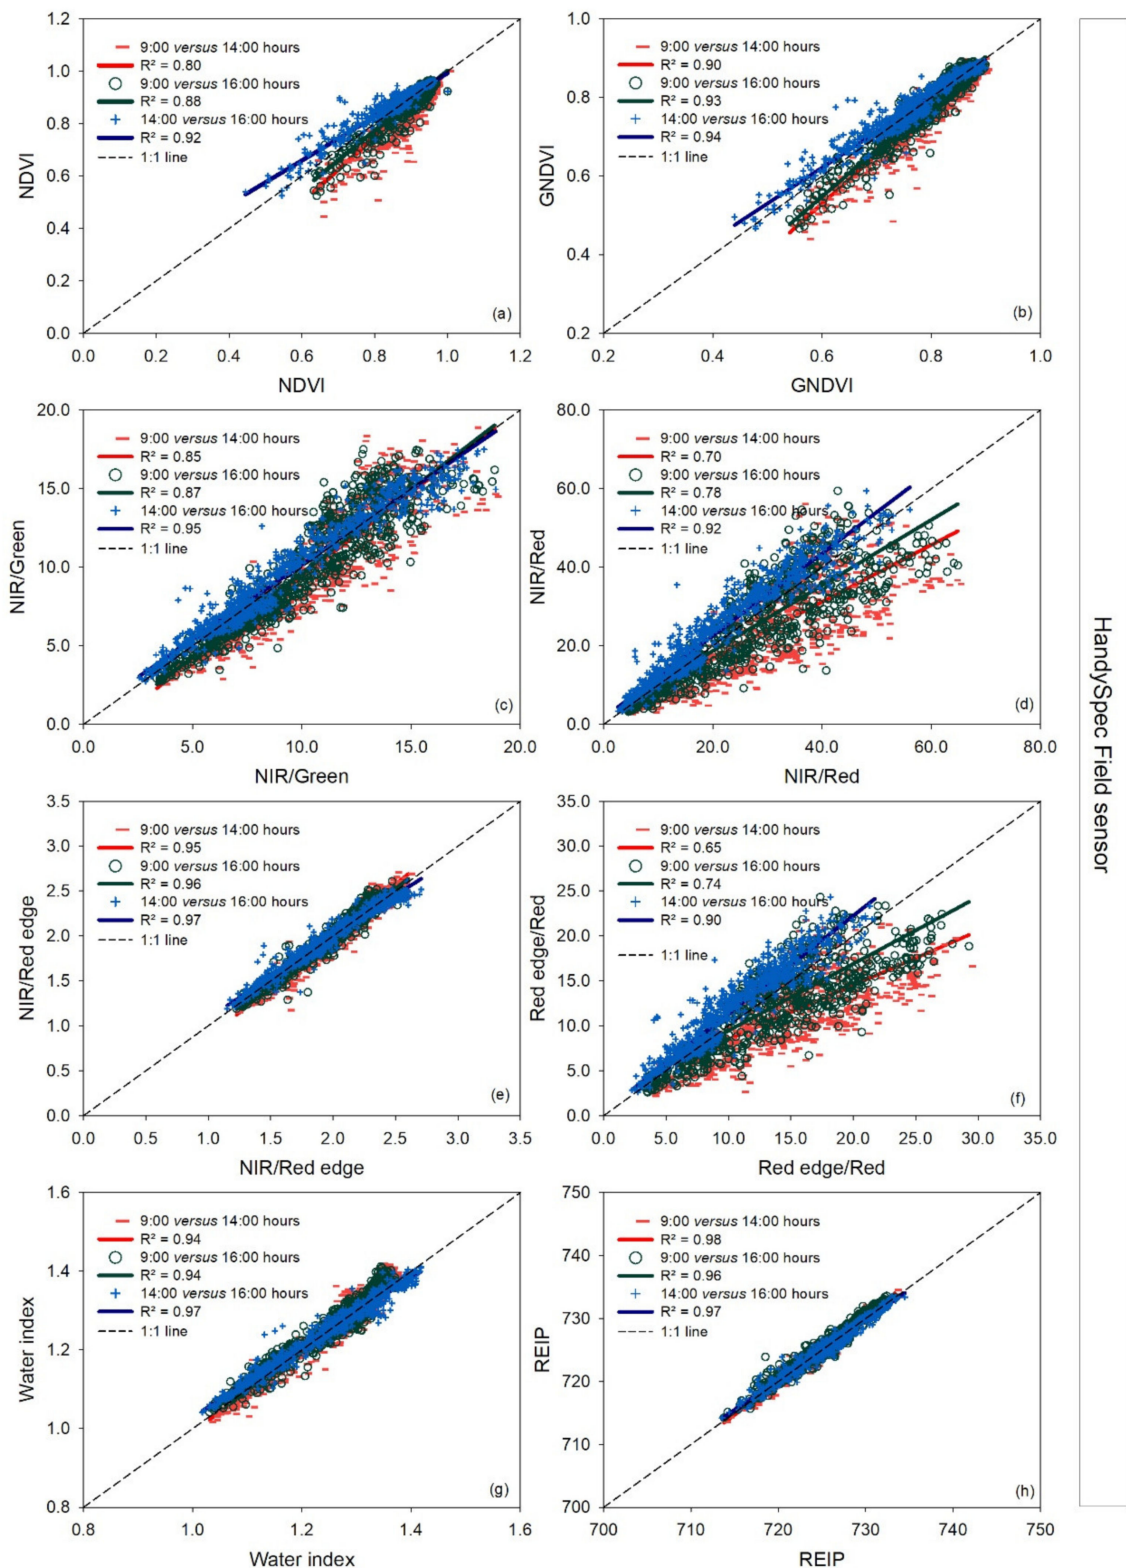 1.2
1.0
0.8
0.6
0.4
0.2
0.0
NDVI
9:00 versus 14:00 hours
R² = 0.80
9:00 versus 16:00 hours
R² = 0.88
14:00 versus 16:00 hours
R² = 0.92
1:1 line
(a)
0.0 0.2 0.4 0.6 0.8 1.0 1.2
NDVI
1.0
0.8
0.6
0.4
0.2
GNDVI
9:00 versus 14:00 hours
R² = 0.90
9:00 versus 16:00 hours
R² = 0.93
14:00 versus 16:00 hours
R² = 0.94
1:1 line
(b)
0.2 0.4 0.6 0.8 1.0
GNDVI
20.0
15.0
10.0
5.0
0.0
NIR/Green
9:00 versus 14:00 hours
R² = 0.85
9:00 versus 16:00 hours
R² = 0.87
14:00 versus 16:00 hours
R² = 0.95
1:1 line
(c)
0.0 5.0 10.0 15.0 20.0
NIR/Green
80.0
60.0
40.0
20.0
0.0
NIR/Red
9:00 versus 14:00 hours
R² = 0.70
9:00 versus 16:00 hours
R² = 0.78
14:00 versus 16:00 hours
R² = 0.92
1:1 line
(d)
0.0 20.0 40.0 60.0 80.0
NIR/Red
3.5
3.0
2.5
2.0
1.5
1.0
0.5
0.0
NIR/Red edge
9:00 versus 14:00 hours
R² = 0.95
9:00 versus 16:00 hours
R² = 0.96
14:00 versus 16:00 hours
R² = 0.97
1:1 line
(e)
0.0 0.5 1.0 1.5 2.0 2.5 3.0 3.5
NIR/Red edge
35.0
30.0
25.0
20.0
15.0
10.0
5.0
0.0
Red edge/Red
9:00 versus 14:00 hours
R² = 0.65
9:00 versus 16:00 hours
R² = 0.74
14:00 versus 16:00 hours
R² = 0.90
1:1 line
(f)
0.0 5.0 10.0 15.0 20.0 25.0 30.0 35.0
Red edge/Red
1.6
1.4
1.2
1.0
0.8
Water index
9:00 versus 14:00 hours
R² = 0.94
9:00 versus 16:00 hours
R² = 0.94
14:00 versus 16:00 hours
R² = 0.97
1:1 line
(g)
0.8 1.0 1.2 1.4 1.6
Water index
750
740
730
720
710
700
REIP
9:00 versus 14:00 hours
R² = 0.98
9:00 versus 16:00 hours
R² = 0.96
14:00 versus 16:00 hours
R² = 0.97
1:1 line
(h)
700 710 720 730 740 750
REIP
HandySpec Field sensor